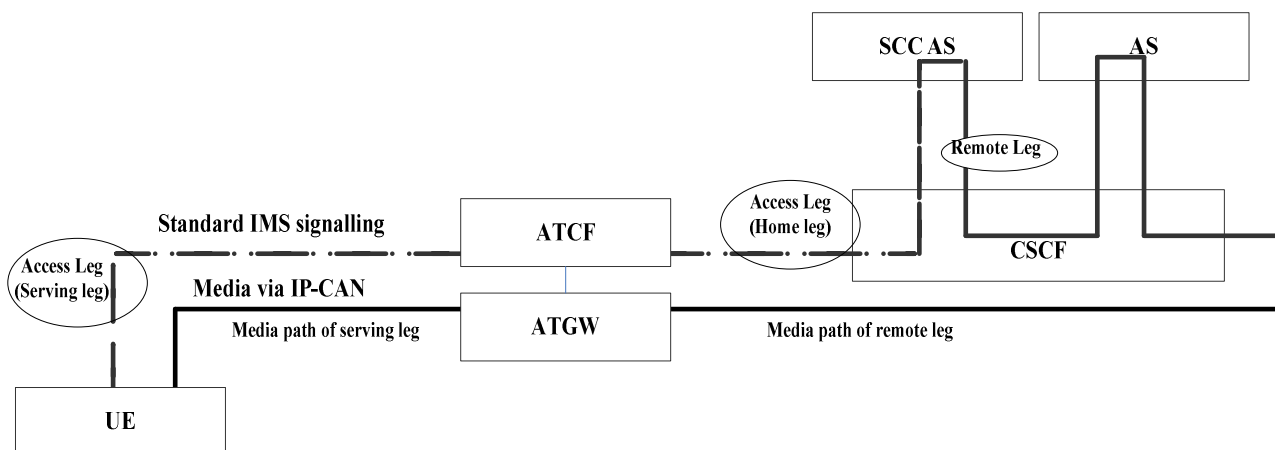 SCC AS
AS
Remote Leg
Access Leg
(Home leg)
Standard IMS signalling
ATCF
CSCF
Access Leg
(Serving leg)
Media via IP-CAN
Media path of serving leg
ATGW
Media path of remote leg
UE